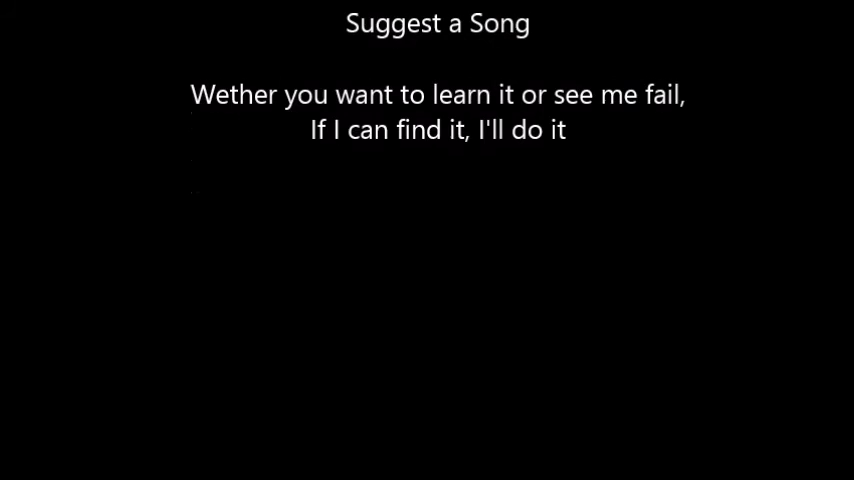 Suggest a Song
Wether you want to learn it or see me fail,
If I can find it, I'll do it